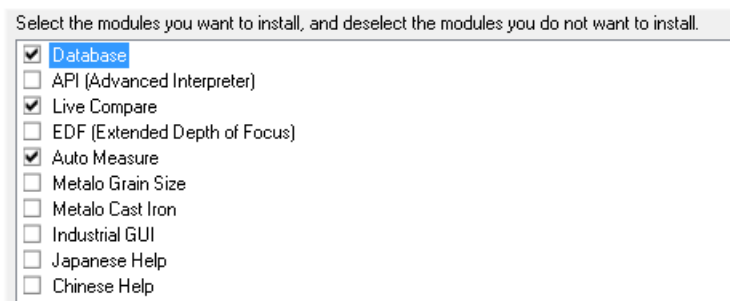 Select the modules you want to install, and deselect the modules you do not want to install.
Database
API (Advanced Interpreter)
Live Compare
EDF (Extended Depth of Focus)
Auto Measure
Metalo Grain Size
Metalo Cast Iron
Industrial GUI
Japanese Help
Chinese Help